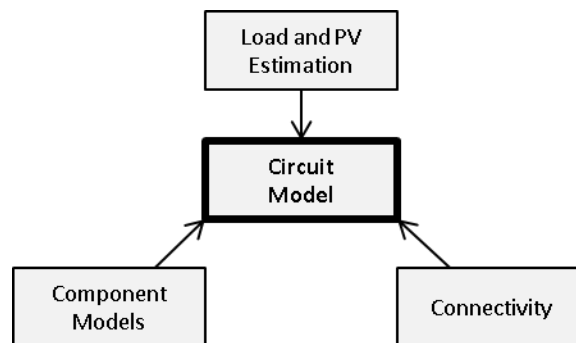 Load and PV
Estimation
Circuit
Model
Component
Models
Connectivity